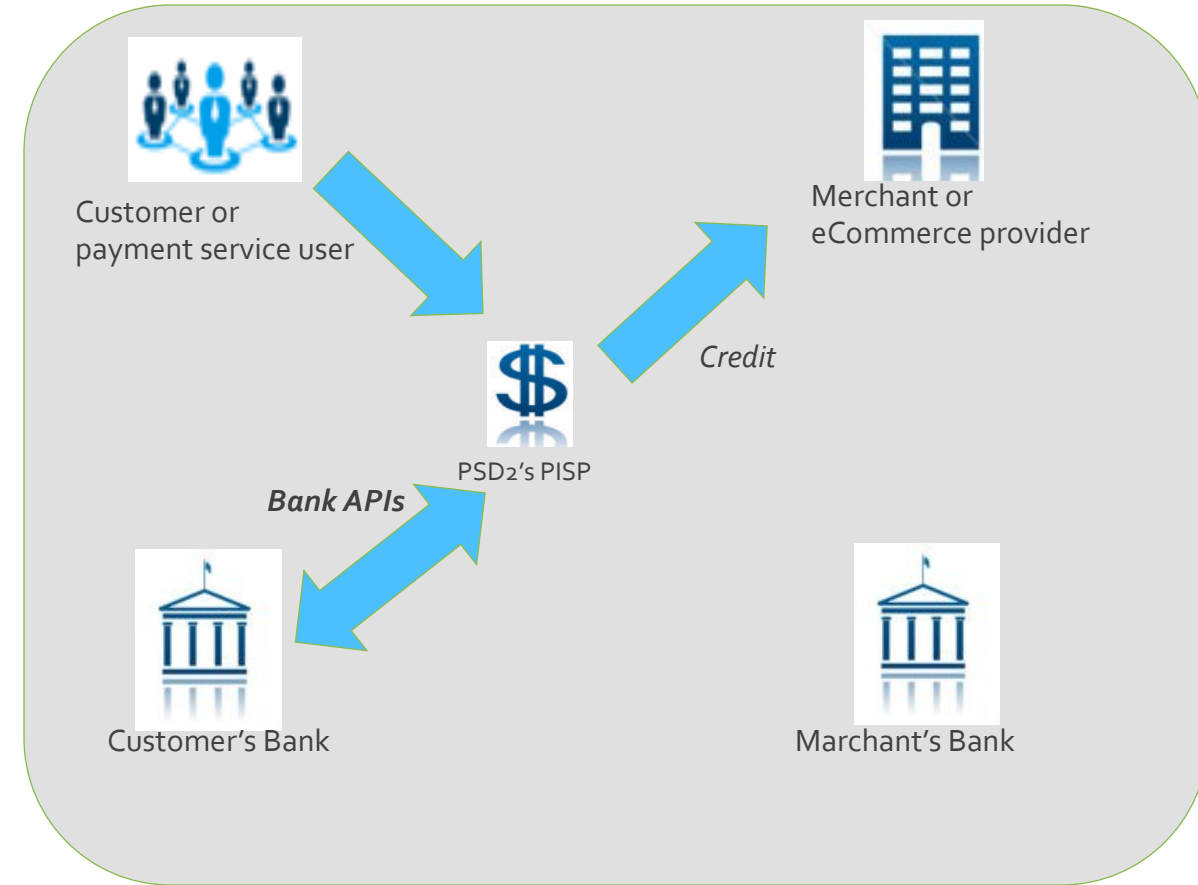 Customer or
payment service user
Merchant or
eCommerce provider
Credit
PSD2's PISP
Bank APIs
Customer's Bank
Marchant's Bank